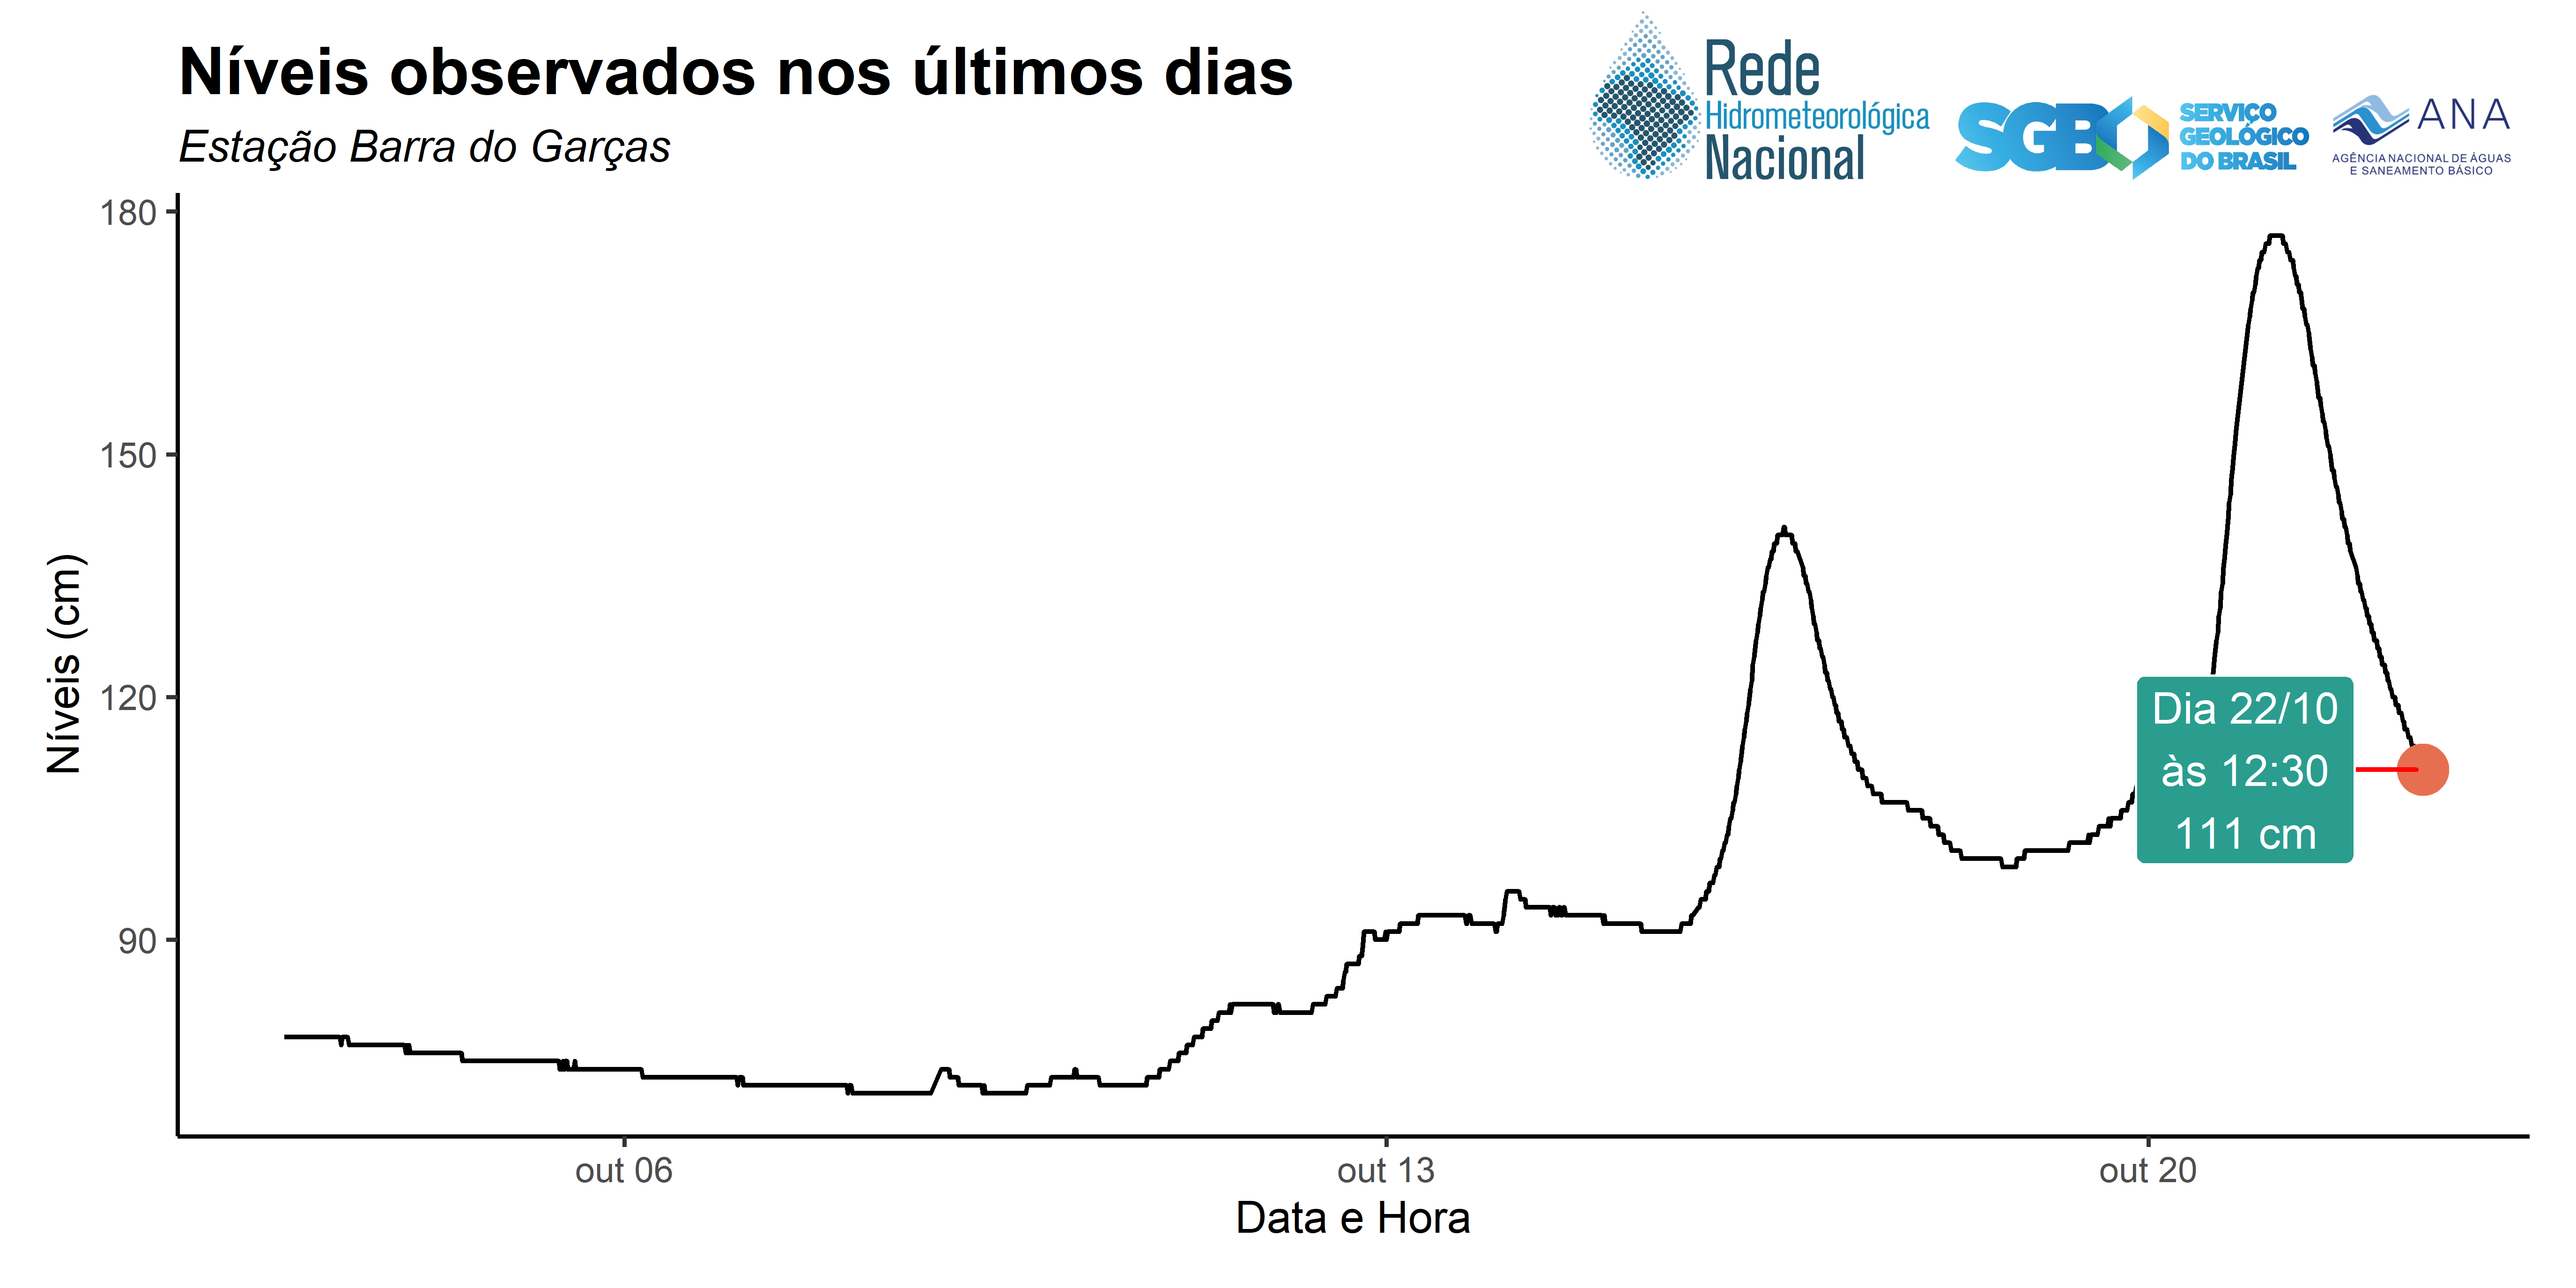 Níveis observados nos últimos dias
Estação Barra do Garças
Rede
Hidrometeorológica
Nacional
SGB
SERVIÇO
GEOLÓGICO
DO BRASIL
ANA
AGÊNCIA NACIONAL DE ÁGUAS
E SANEAMENTO BÁSICO
180
150
120
90
Níveis (cm)
Dia 22/10
às 12:30
111 cm
out 06
out 13
out 20
Data e Hora